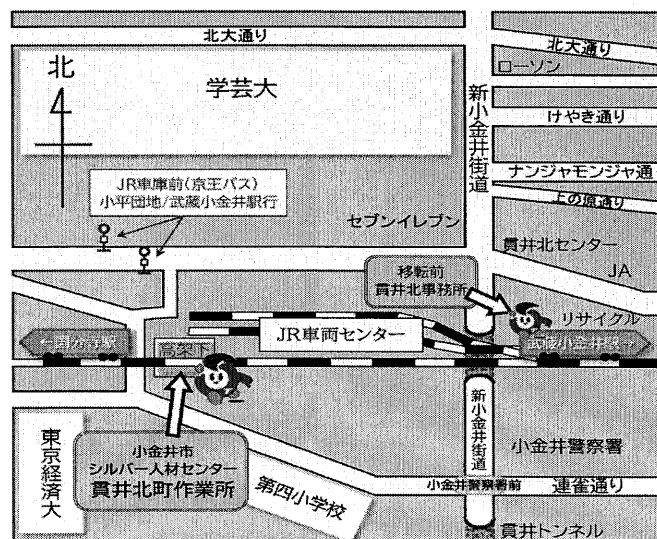 北大通り
北大通り
ローソン
北
学芸大
新小金井街道
けやき通り
ナンジャモンジャ通
上の原通り
JR車庫前(京王バス)
小平団地/武蔵小金井駅行
セブンイレブン
貫井北センター
JA
移転前
貫井北事務所
リサイクル
JR車両センター
←国分寺駅
武蔵小金井駅→
高架下
新小金井街道
東京経済大
小金井市
シルバー人材センター
貫井北町作業所
第四小学校
小金井警察署
小金井警察署前
連雀通り
貫井トンネル